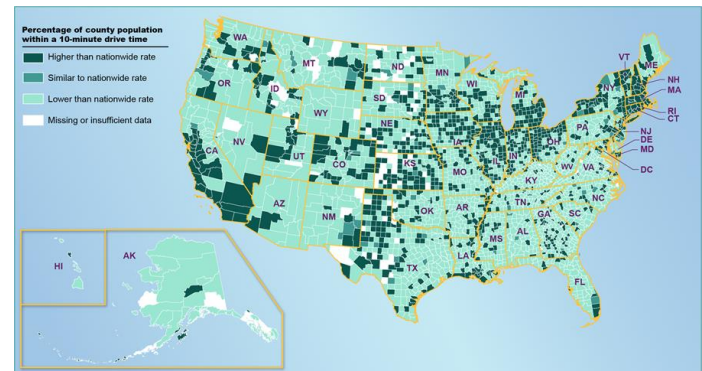 Percentage of county population
within a 10-minute drive time
Higher than nationwide rate
Similar to nationwide rate
Lower than nationwide rate
Missing or insufficient data
WA
OR
CA
NV
ID
MT
WY
UT
AZ
CO
NM
ND
SD
NE
KS
OK
TX
MN
IA
MO
AR
LA
WI
IL
MI
IN
OH
KY
TN
MS
AL
GA
FL
SC
NC
VA
WV
PA
NY
VT
ME
NH
MA
RI
CT
NJ
DE
MD
DC
HI
AK